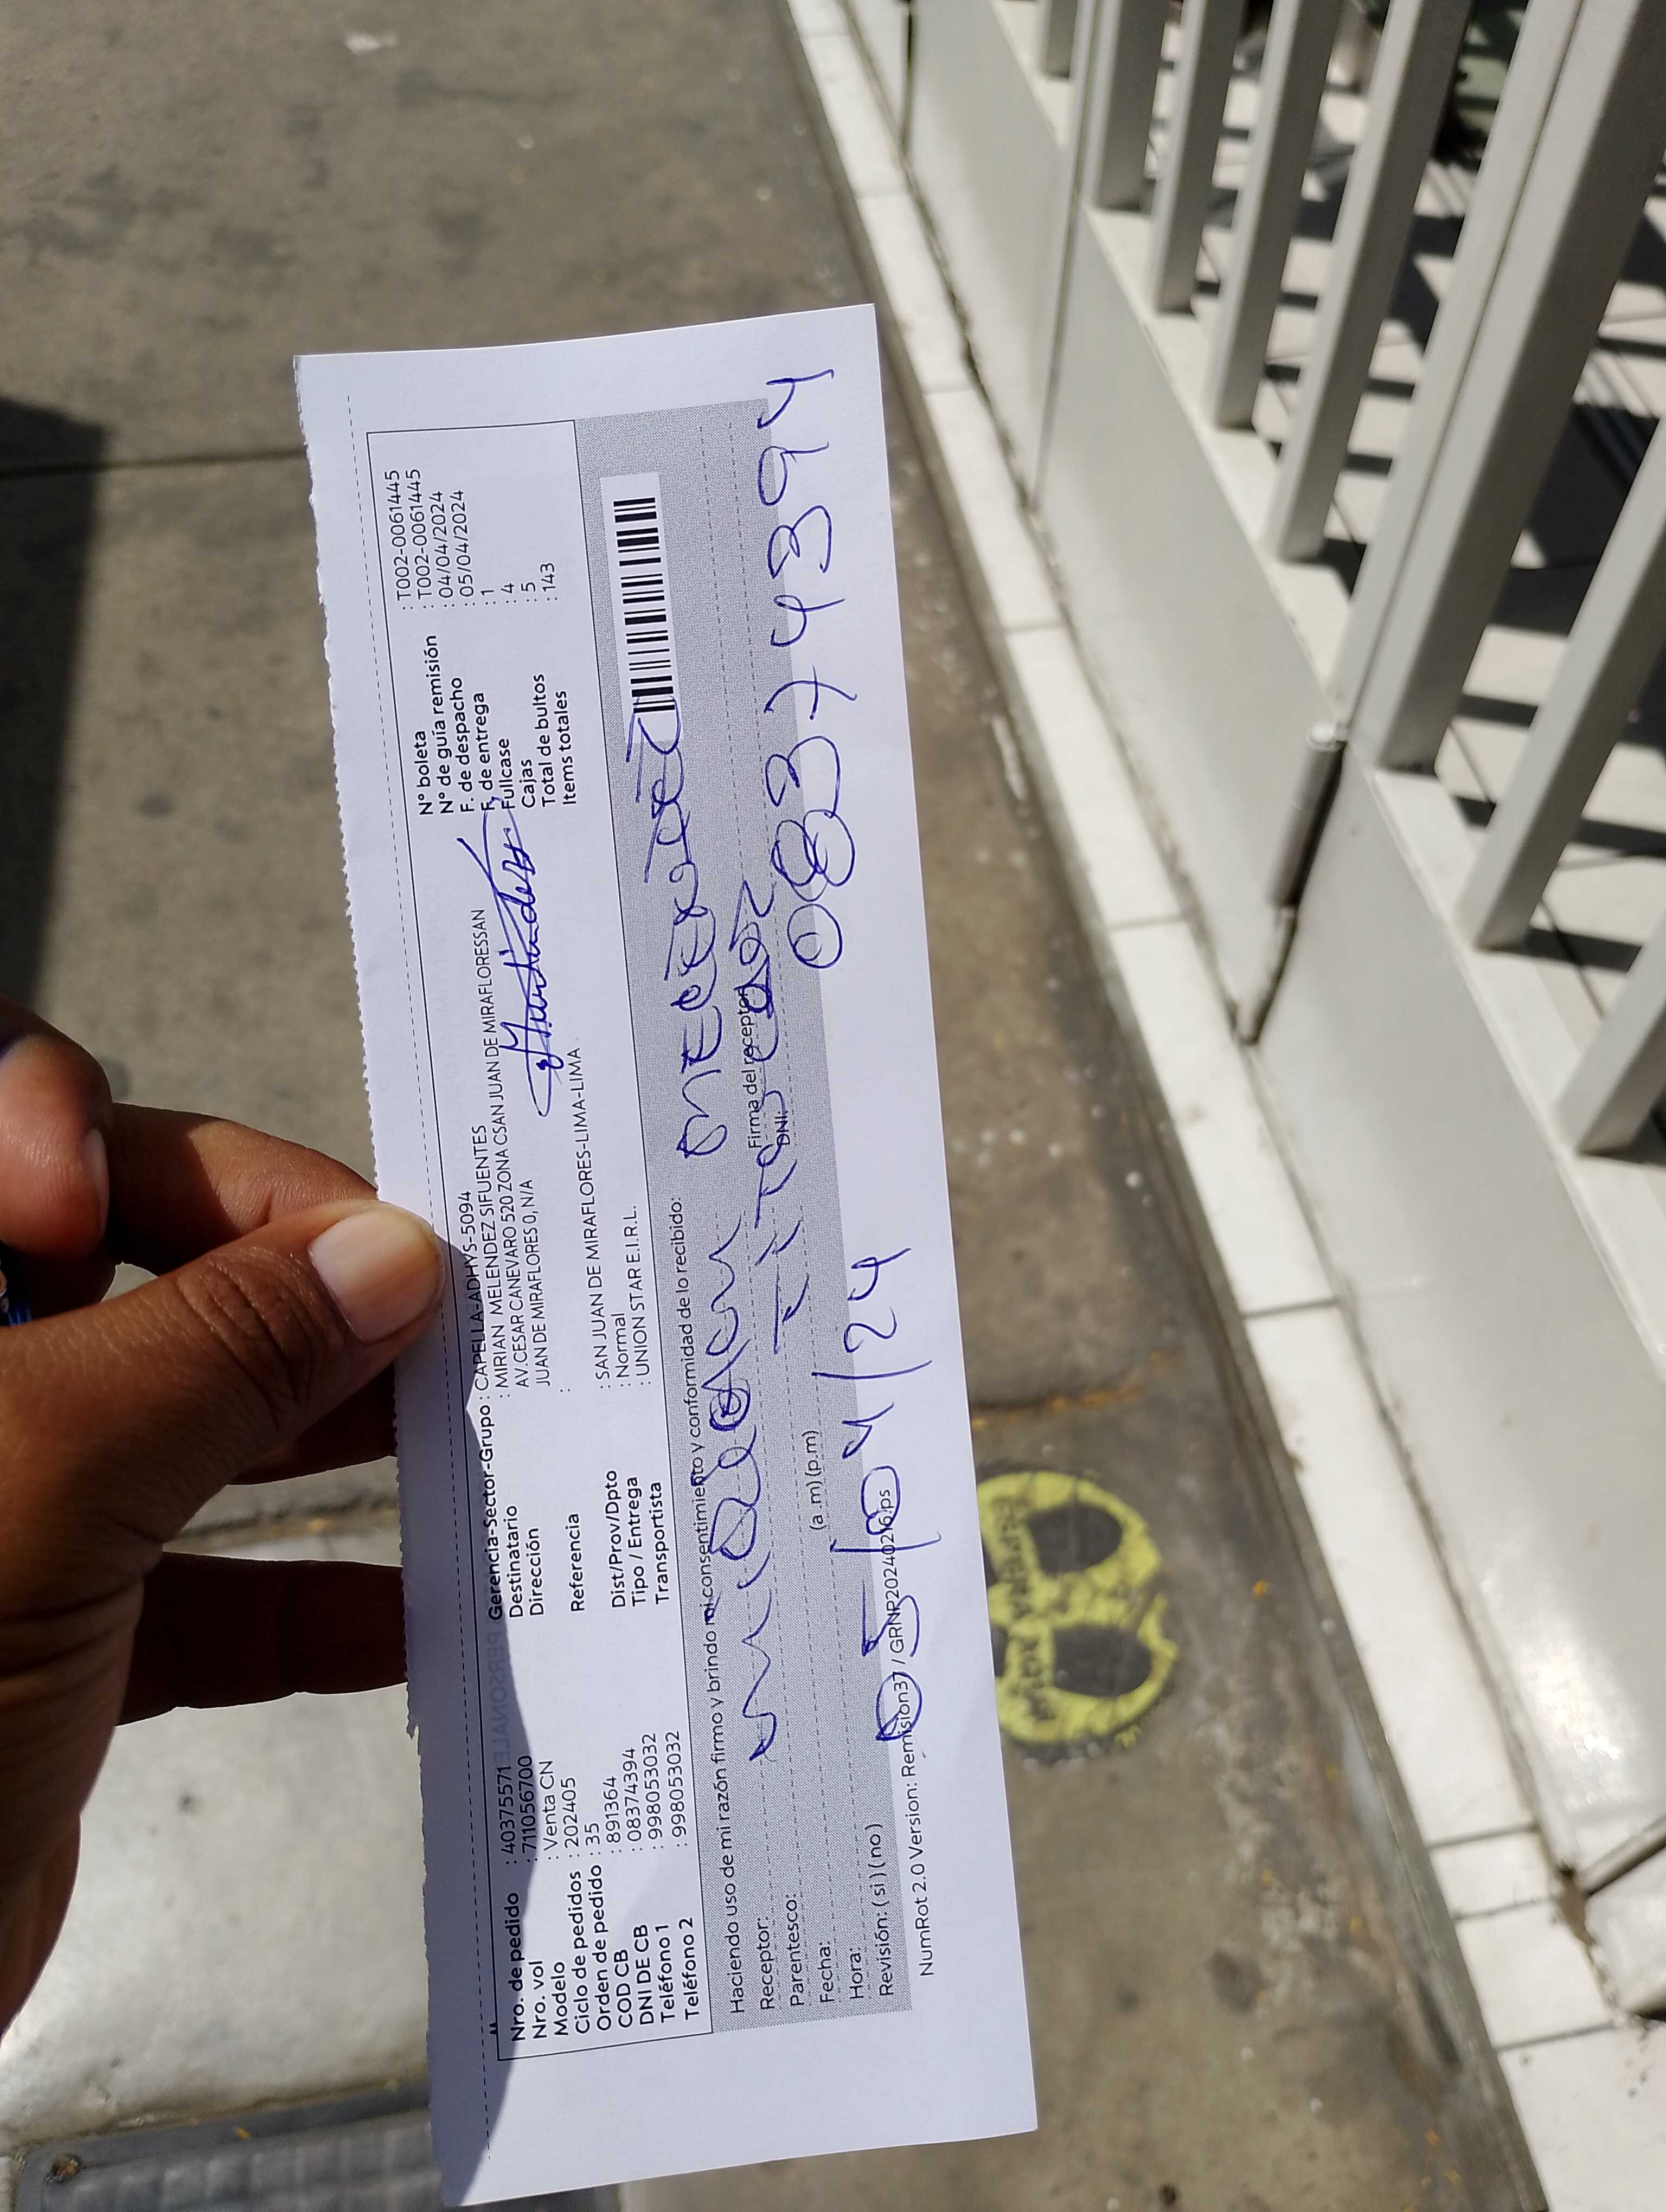 Nro. de pedido : 40375571
Nro. vol : 711056700
Modelo : Venta CN
Ciclo de pedidos : 202405
Orden de pedido : 35
COD CB : 891364
DNI DE CB : 08374394
Teléfono 1 : 998053032
Teléfono 2 : 998053032
Gerencia-Sector-Grupo : CAPELLA-ADHYS-5094
Destinatario : MIRIAN MELENDEZ SIFUENTES
Dirección : AV. CESAR CANEVARO 520 ZONA CSAN JUAN DE MIRAFLORESSAN
JUAN DE MIRAFLORES 0, N/A
Referencia :
Dist/Prov/Dpto : SAN JUAN DE MIRAFLORES-LIMA-LIMA
Tipo / Entrega : Normal
Transportista : UNION STAR E.I.R.L.
N° boleta : T002-0061445
N° de guía remisión : T002-0061445
F. de despacho : 04/04/2024
F. de entrega : 05/04/2024
Fullcase : 1
Cajas : 4
Total de bultos : 5
Items totales : 143
Haciendo uso de mi razón firmo y brindo mi consentimiento y conformidad de lo recibido:
Receptor:
Parentesco:
Firma del receptor
Fecha:
DNI:
08374394
Hora: (a .m) (p.m)
05/04/24
Revisión: ( si ) ( no )
NumRot 2.0 Version: Remision37 / GRNP20240216ips